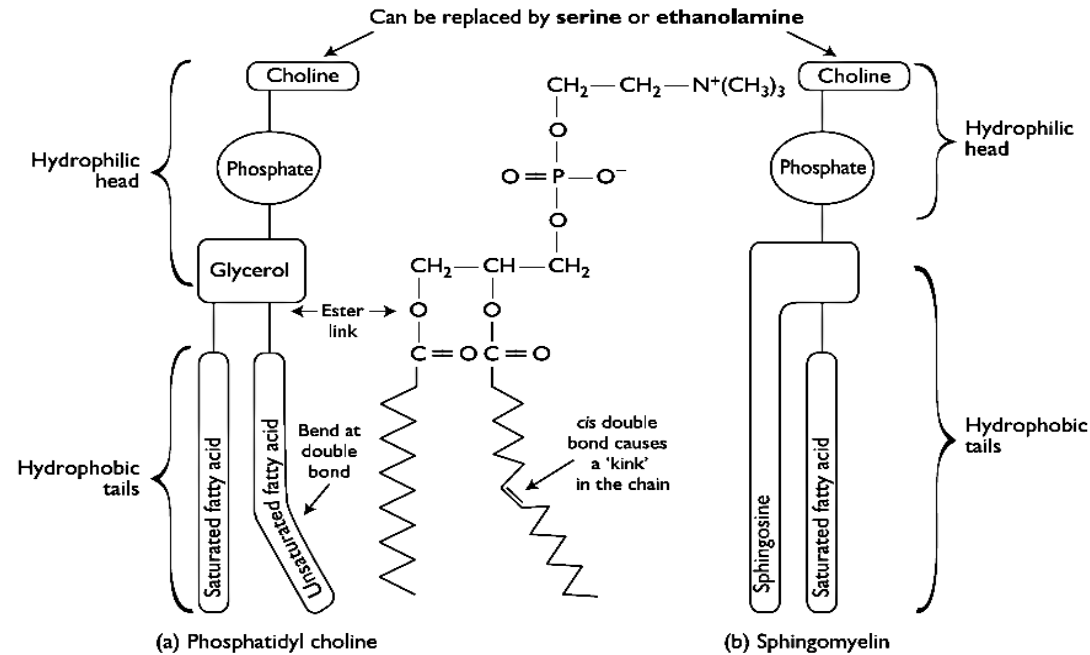 Can be replaced by serine or ethanolamine
Choline
CH₂—CH₂—N⁺(CH₃)₃
Choline
Hydrophilic
head
Phosphate
O
O=P—O⁻
O
Phosphate
Hydrophilic
head
Glycerol
CH₂—CH—CH₂
Ester
link
O
O
C=O
C=O
Saturated fatty acid
Unsaturated fatty acid
Bend at
double
bond
cis double
bond causes
a 'kink'
in the chain
Hydrophobic
tails
Sphingosine
Saturated fatty acid
Hydrophobic
tails
(a) Phosphatidyl choline
(b) Sphingomyelin